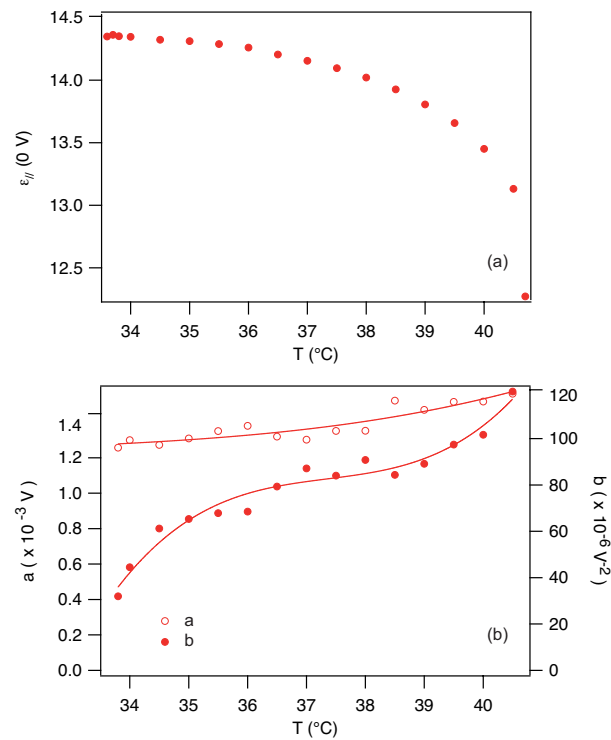 14.5
14.0
13.5
13.0
12.5
ε// (0 V)
(a)
34 35 36 37 38 39 40
T (°C)
1.4
1.2
1.0
0.8
0.6
0.4
0.2
0.0
a ( x 10-3 V)
120
100
80
60
40
20
0
b ( x 10-6 V-2)
a
b
(b)
34 35 36 37 38 39 40
T (°C)